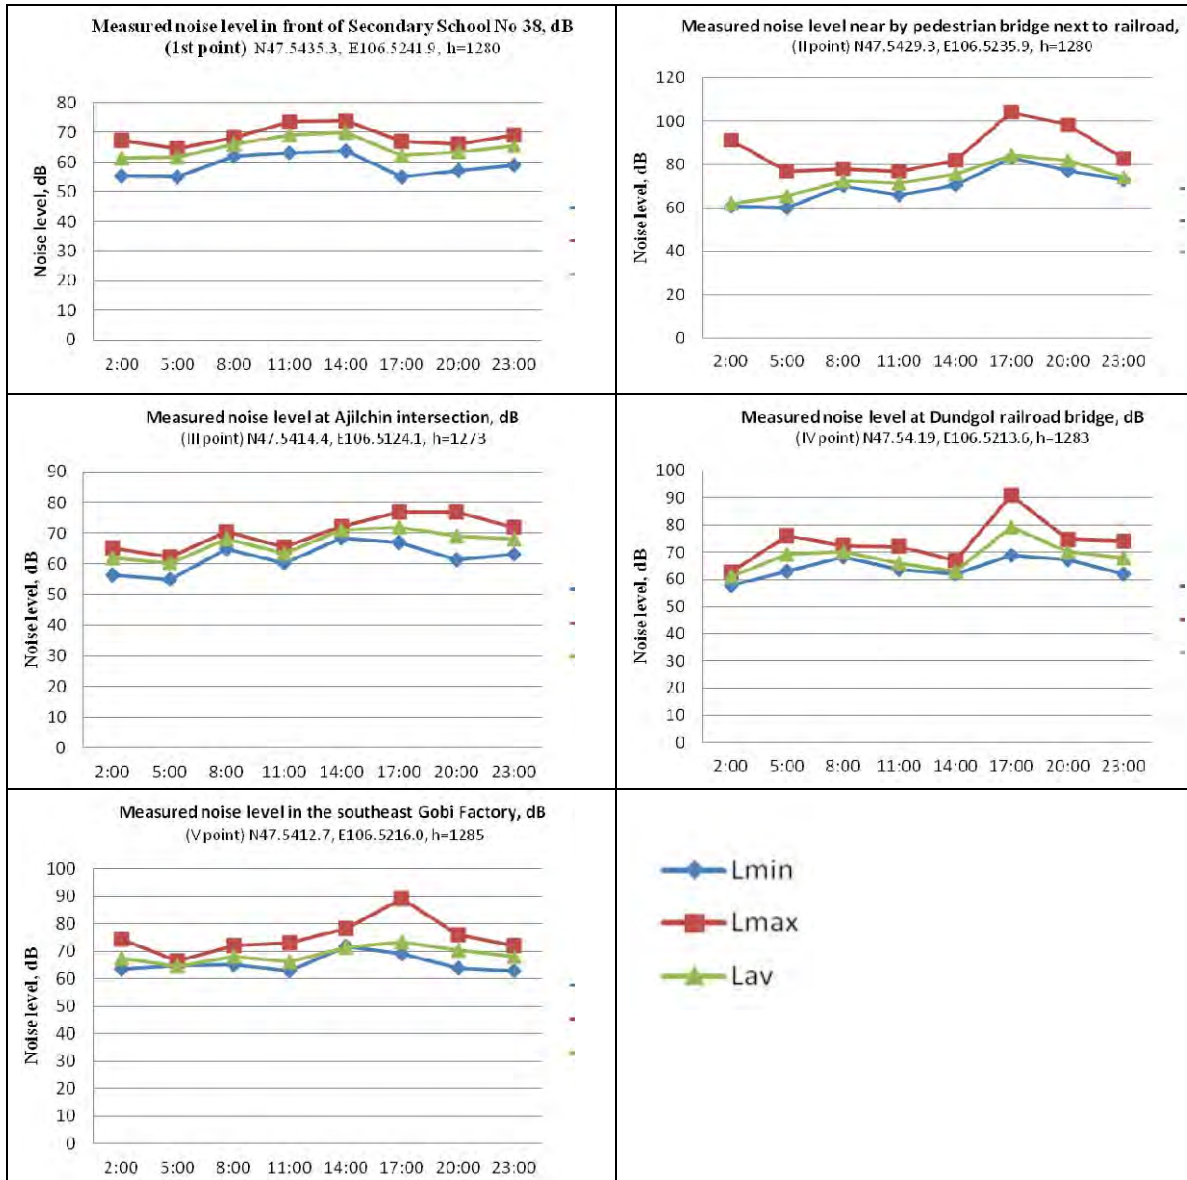 Measured noise level in front of Secondary School No 38, dB
(1st point) N47.5435.3, E106.5241.9, h=1280
Noise level, dB
80
70
60
50
40
30
20
10
0
2:00 5:00 8:00 11:00 14:00 17:00 20:00 23:00
Measured noise level near by pedestrian bridge next to railroad,
(II point) N47.5429.3, E106.5235.9, h=1280
Noise level, dB
120
100
80
60
40
20
0
2:00 5:00 8:00 11:00 14:00 17:00 20:00 23:00
Measured noise level at Ajilchin intersection, dB
(III point) N47.5414.4, E106.5124.1, h=1273
Noise level, dB
90
80
70
60
50
40
30
20
10
0
2:00 5:00 8:00 11:00 14:00 17:00 20:00 23:00
Measured noise level at Dundgol railroad bridge, dB
(IV point) N47.54.19, E106.5213.6, h=1283
Noise level, dB
100
90
80
70
60
50
40
30
20
10
0
2:00 5:00 8:00 11:00 14:00 17:00 20:00 23:00
Measured noise level in the southeast Gobi Factory, dB
(V point) N47.5412.7, E106.5216.0, h=1285
Noise level, dB
100
90
80
70
60
50
40
30
20
10
0
2:00 5:00 8:00 11:00 14:00 17:00 20:00 23:00
Lmin
Lmax
Lav